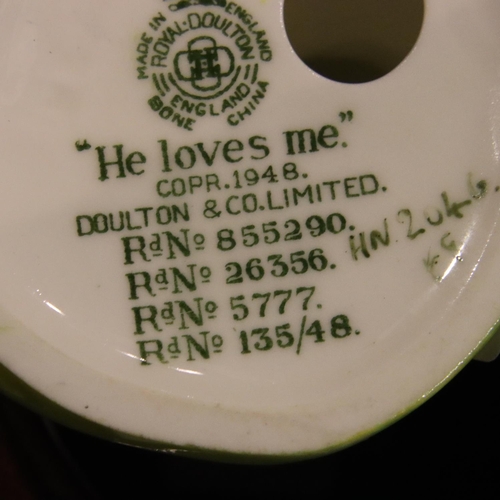 MADE IN ENGLAND
ROYAL-DOULTON
ENGLAND
BONE CHINA
"He loves me."
COPR.1948.
DOULTON & CO.LIMITED.
RdNo 855290.
RdNo 26356.
RdNo 5777.
RdNo 135/48.
HN.2046.